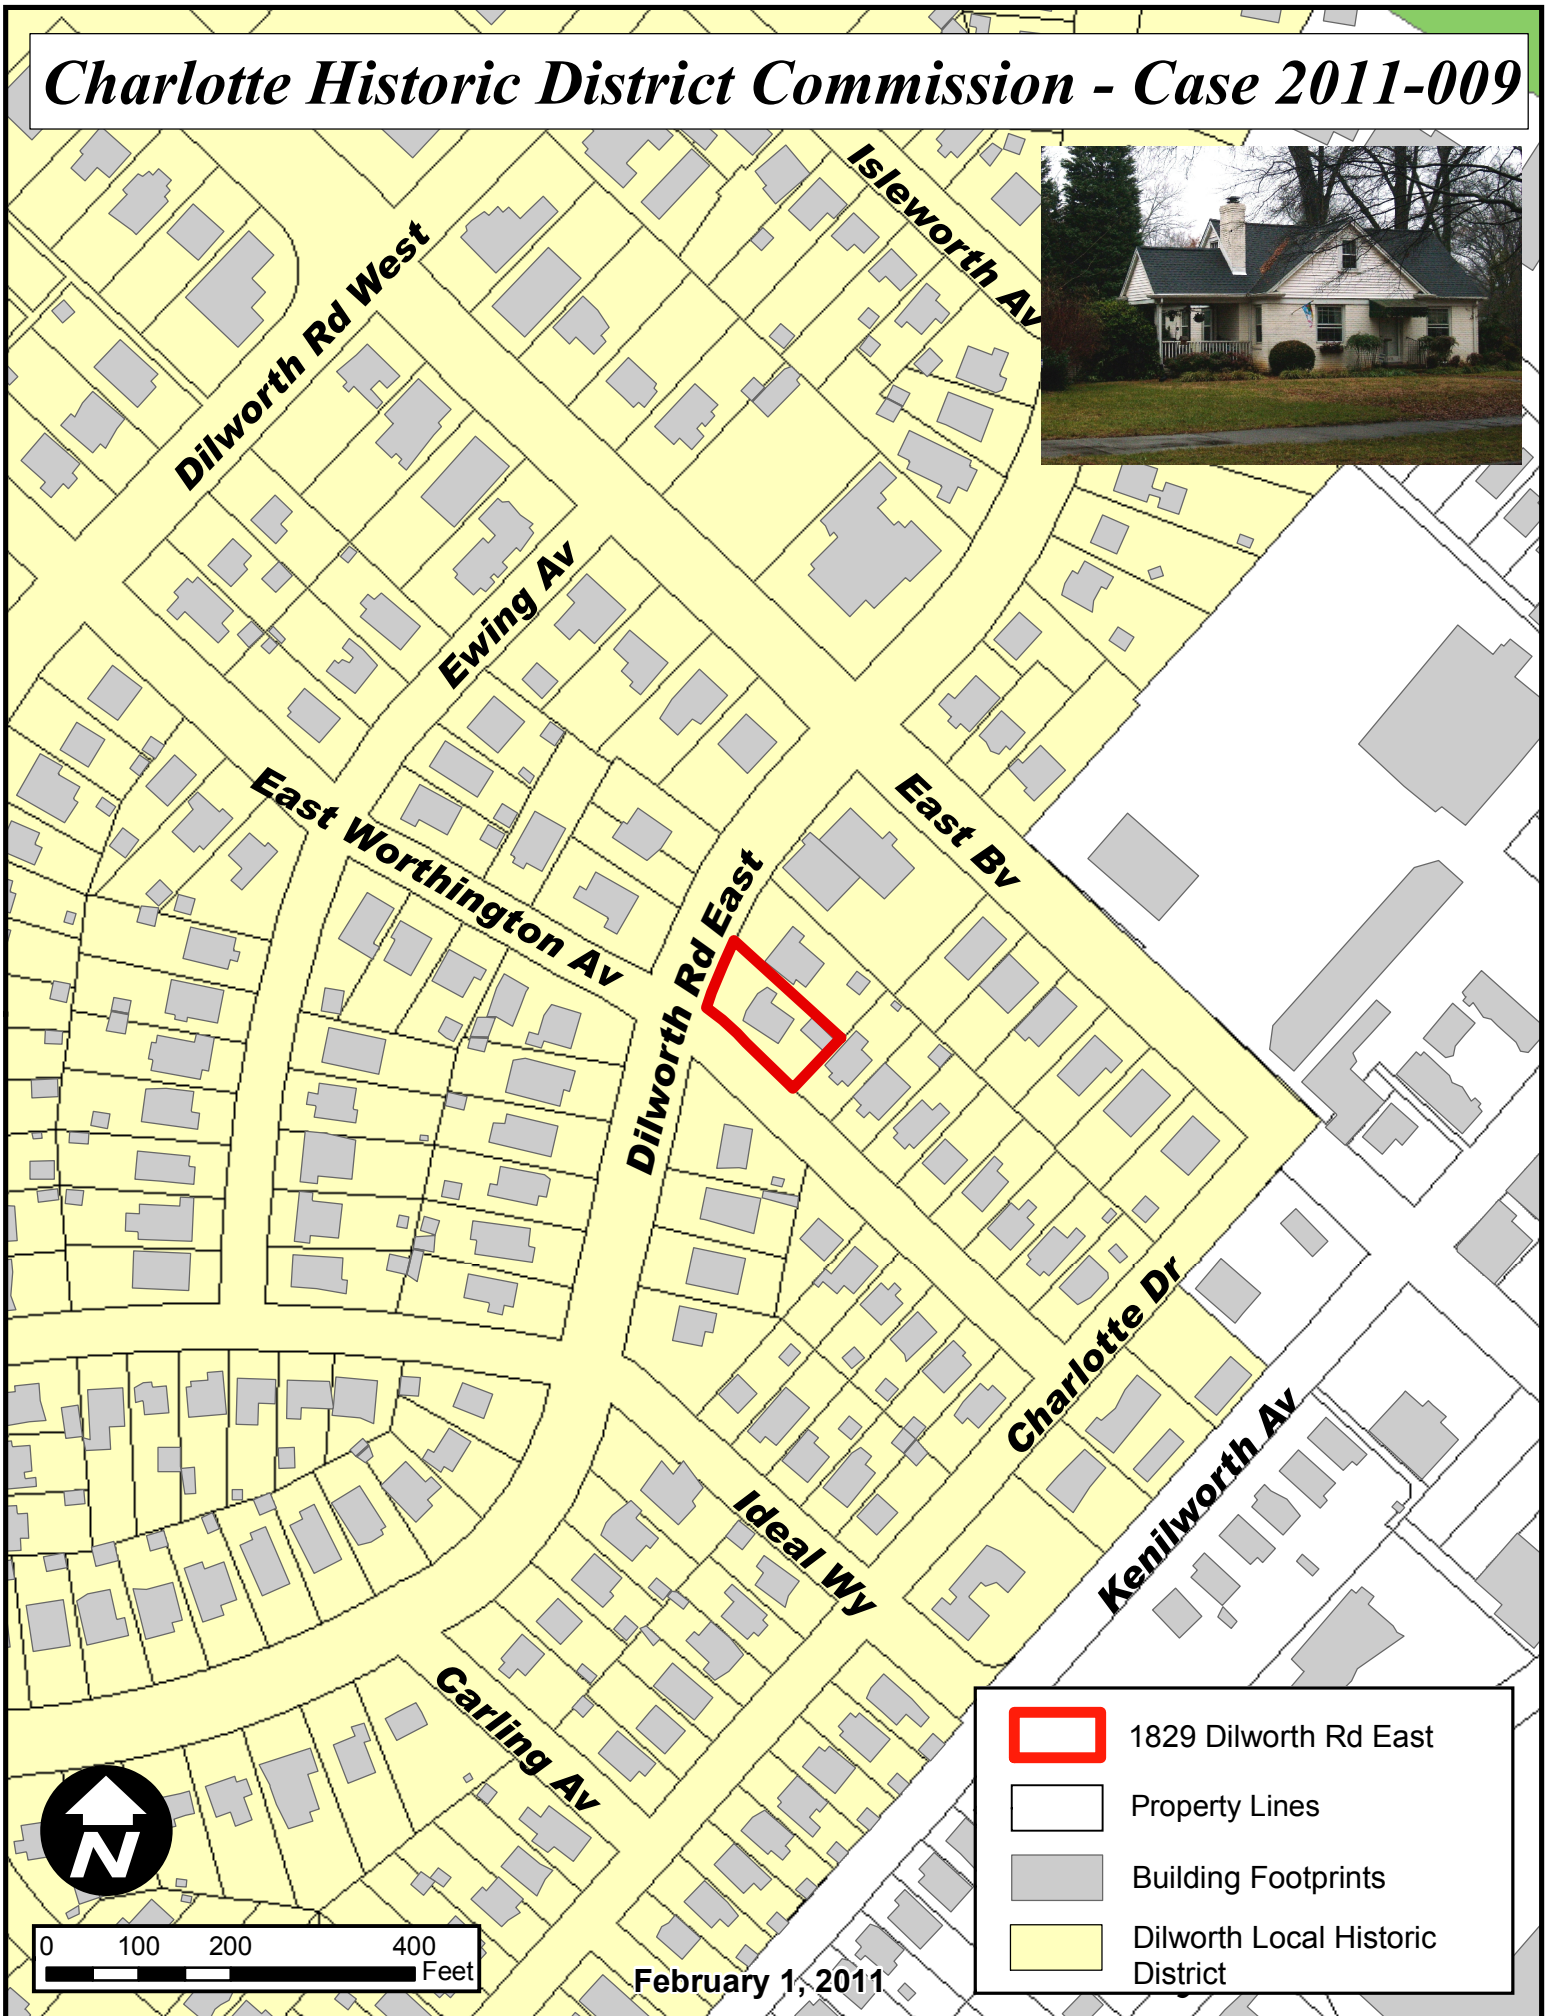 Charlotte Historic District Commission - Case 2011-009
Isleworth Av
Dilworth Rd West
Ewing Av
East Worthington Av
East Bv
Dilworth Rd East
Charlotte Dr
Kenilworth Av
Ideal Wy
Carling Av
1829 Dilworth Rd East
Property Lines
Building Footprints
Dilworth Local Historic
District
N
0 100 200 400
Feet
February 1, 2011